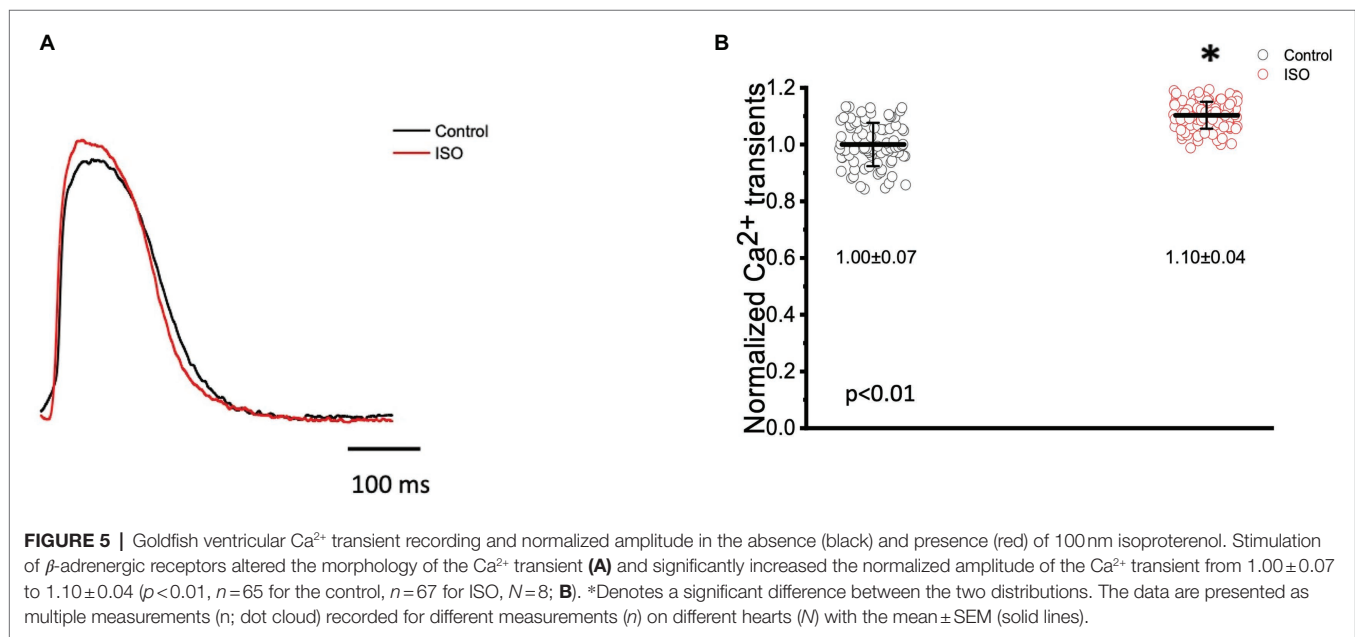 A
Control
ISO
100 ms
B
*
Control
ISO
Normalized Ca2+ transients
1.2
1.0
0.8
0.6
0.4
0.2
0.0
1.00±0.07
1.10±0.04
p<0.01
FIGURE 5 | Goldfish ventricular Ca2+ transient recording and normalized amplitude in the absence (black) and presence (red) of 100 nm isoproterenol. Stimulation
of β-adrenergic receptors altered the morphology of the Ca2+ transient (A) and significantly increased the normalized amplitude of the Ca2+ transient from 1.00±0.07
to 1.10±0.04 (p<0.01, n=65 for the control, n=67 for ISO, N=8; B). *Denotes a significant difference between the two distributions. The data are presented as
multiple measurements (n; dot cloud) recorded for different measurements (n) on different hearts (N) with the mean±SEM (solid lines).